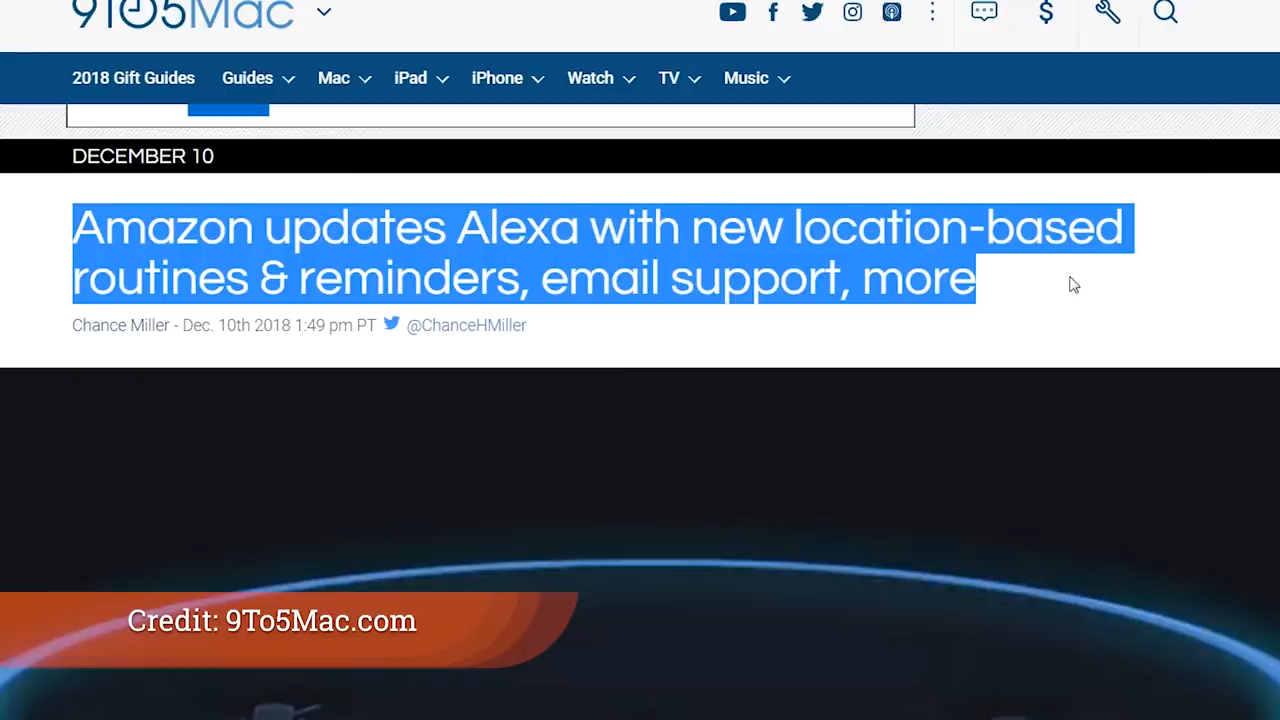 9TO5Mac
2018 Gift Guides Guides Mac iPad iPhone Watch TV Music
DECEMBER 10
Amazon updates Alexa with new location-based
routines & reminders, email support, more
Chance Miller - Dec. 10th 2018 1:49 pm PT @ChanceHMiller
Credit: 9To5Mac.com